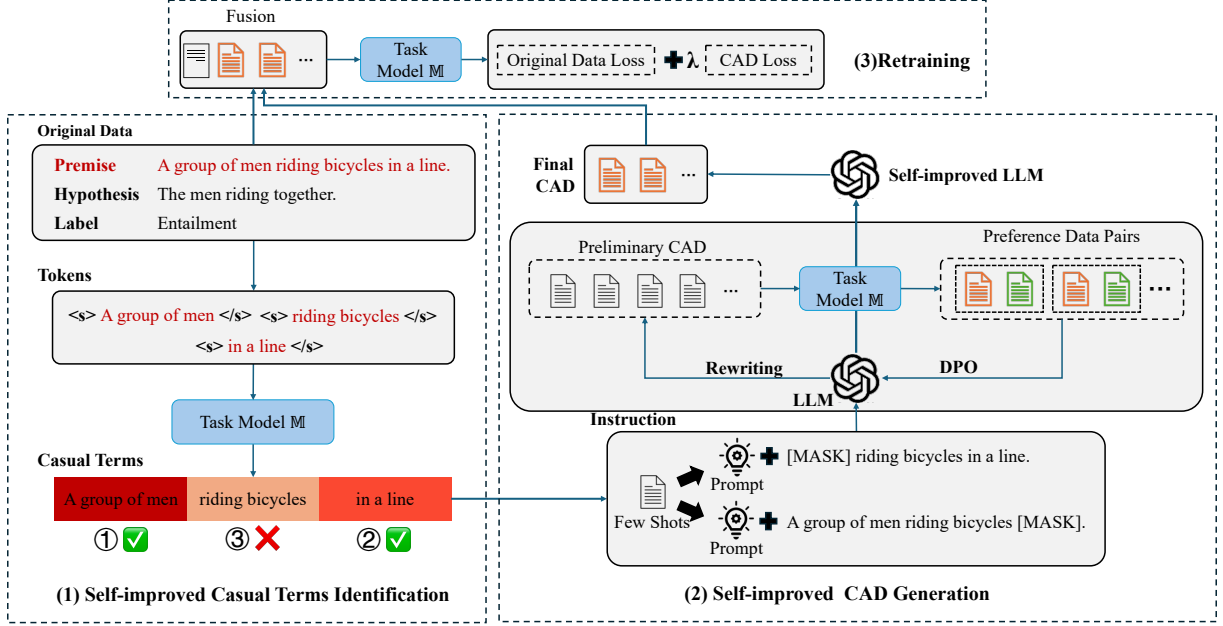 Fusion
...
Task
Model 𝕄
Original Data Loss
+ λ
CAD Loss
(3)Retraining
Original Data
Premise A group of men riding bicycles in a line.
Hypothesis The men riding together.
Label Entailment
Tokens
<s> A group of men </s> <s> riding bicycles </s>
<s> in a line </s>
Task Model 𝕄
Casual Terms
A group of men riding bicycles in a line
① ③ ②
(1) Self-improved Casual Terms Identification
Final
CAD
...
Self-improved LLM
Preliminary CAD
...
Task
Model 𝕄
Preference Data Pairs
...
Rewriting
DPO
LLM
Instruction
Few Shots
Prompt
+ [MASK] riding bicycles in a line.
Prompt
+ A group of men riding bicycles [MASK].
(2) Self-improved CAD Generation